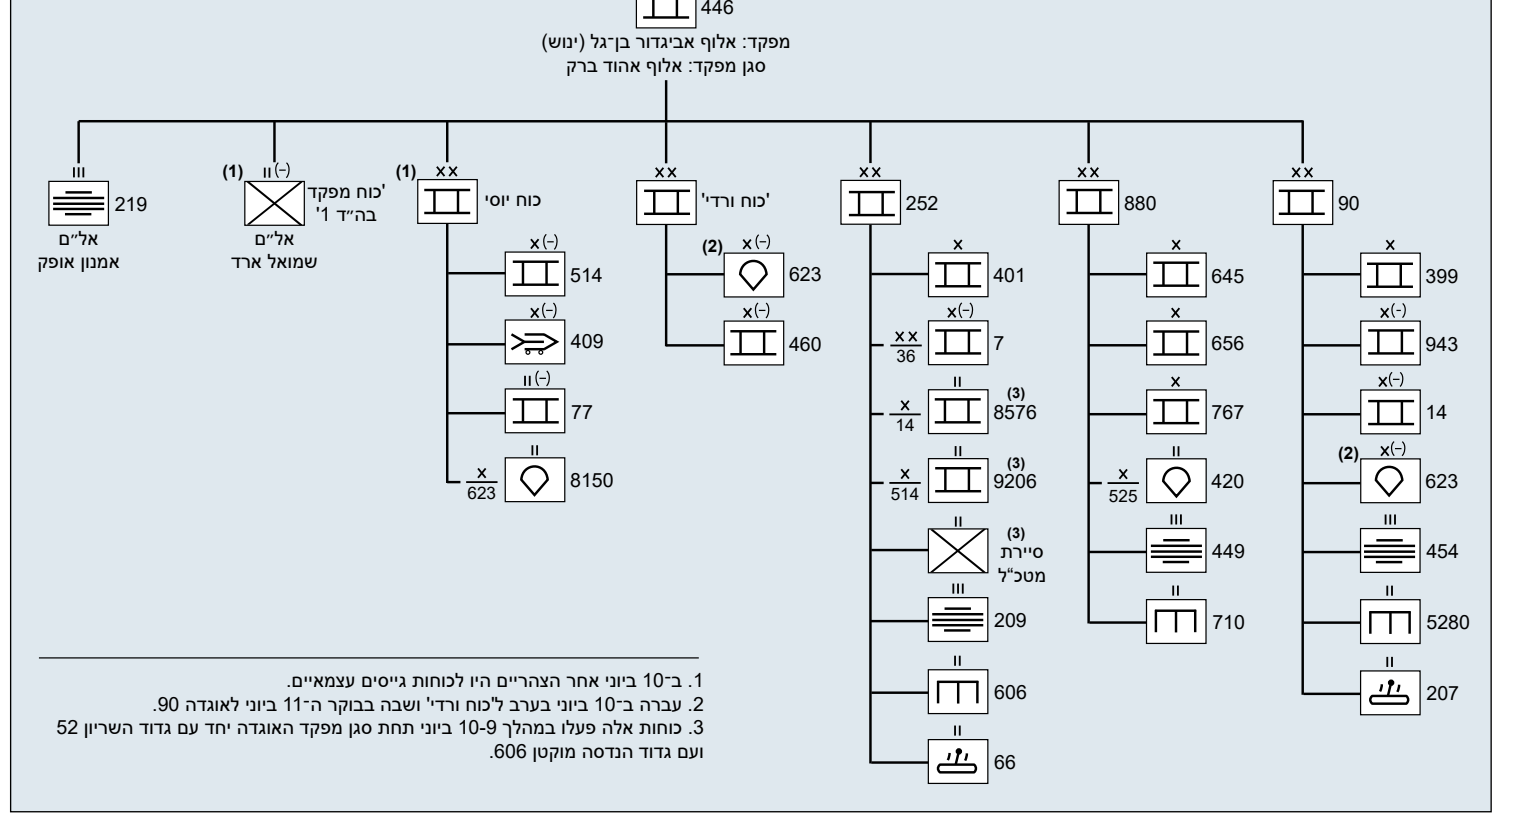 446
מפקד: אלוף אביגדור בן־גל (ינוש)
סגן מפקד: אלוף אהוד ברק
xx
90
x
399
x(–)
943
x(–)
14
(2) x(–)
623
III
454
II
5280
II
207
xx
880
x
645
x
656
x
767
II
x
525
420
III
449
II
710
xx
252
x
401
x(–)
xx
36
7
II
x
14
(3)
8576
II
x
514
(3)
9206
II
(3)
סיירת
מטכ“ל
III
209
II
606
II
66
xx
'כוח ורדי'
(2) x(–)
623
x(–)
460
(1) xx
כוח יוסי
x(–)
514
x(–)
409
II(–)
77
II
x
623
8150
(1) II(–)
'כוח מפקד
בה״ד 1'
אל״ם
שמואל ארד
III
219
אל״ם
אמנון אופק
1. ב־10 ביוני אחר הצהריים היו לכוחות גייסים עצמאיים.
2. עברה ב־10 ביוני בערב ל'כוח ורדי' ושבה בבוקר ה־11 ביוני לאוגדה 90.
3. כוחות אלה פעלו במהלך 10-9 ביוני תחת סגן מפקד האוגדה יחד עם גדוד השריון 52
ועם גדוד הנדסה מוקטן 606.